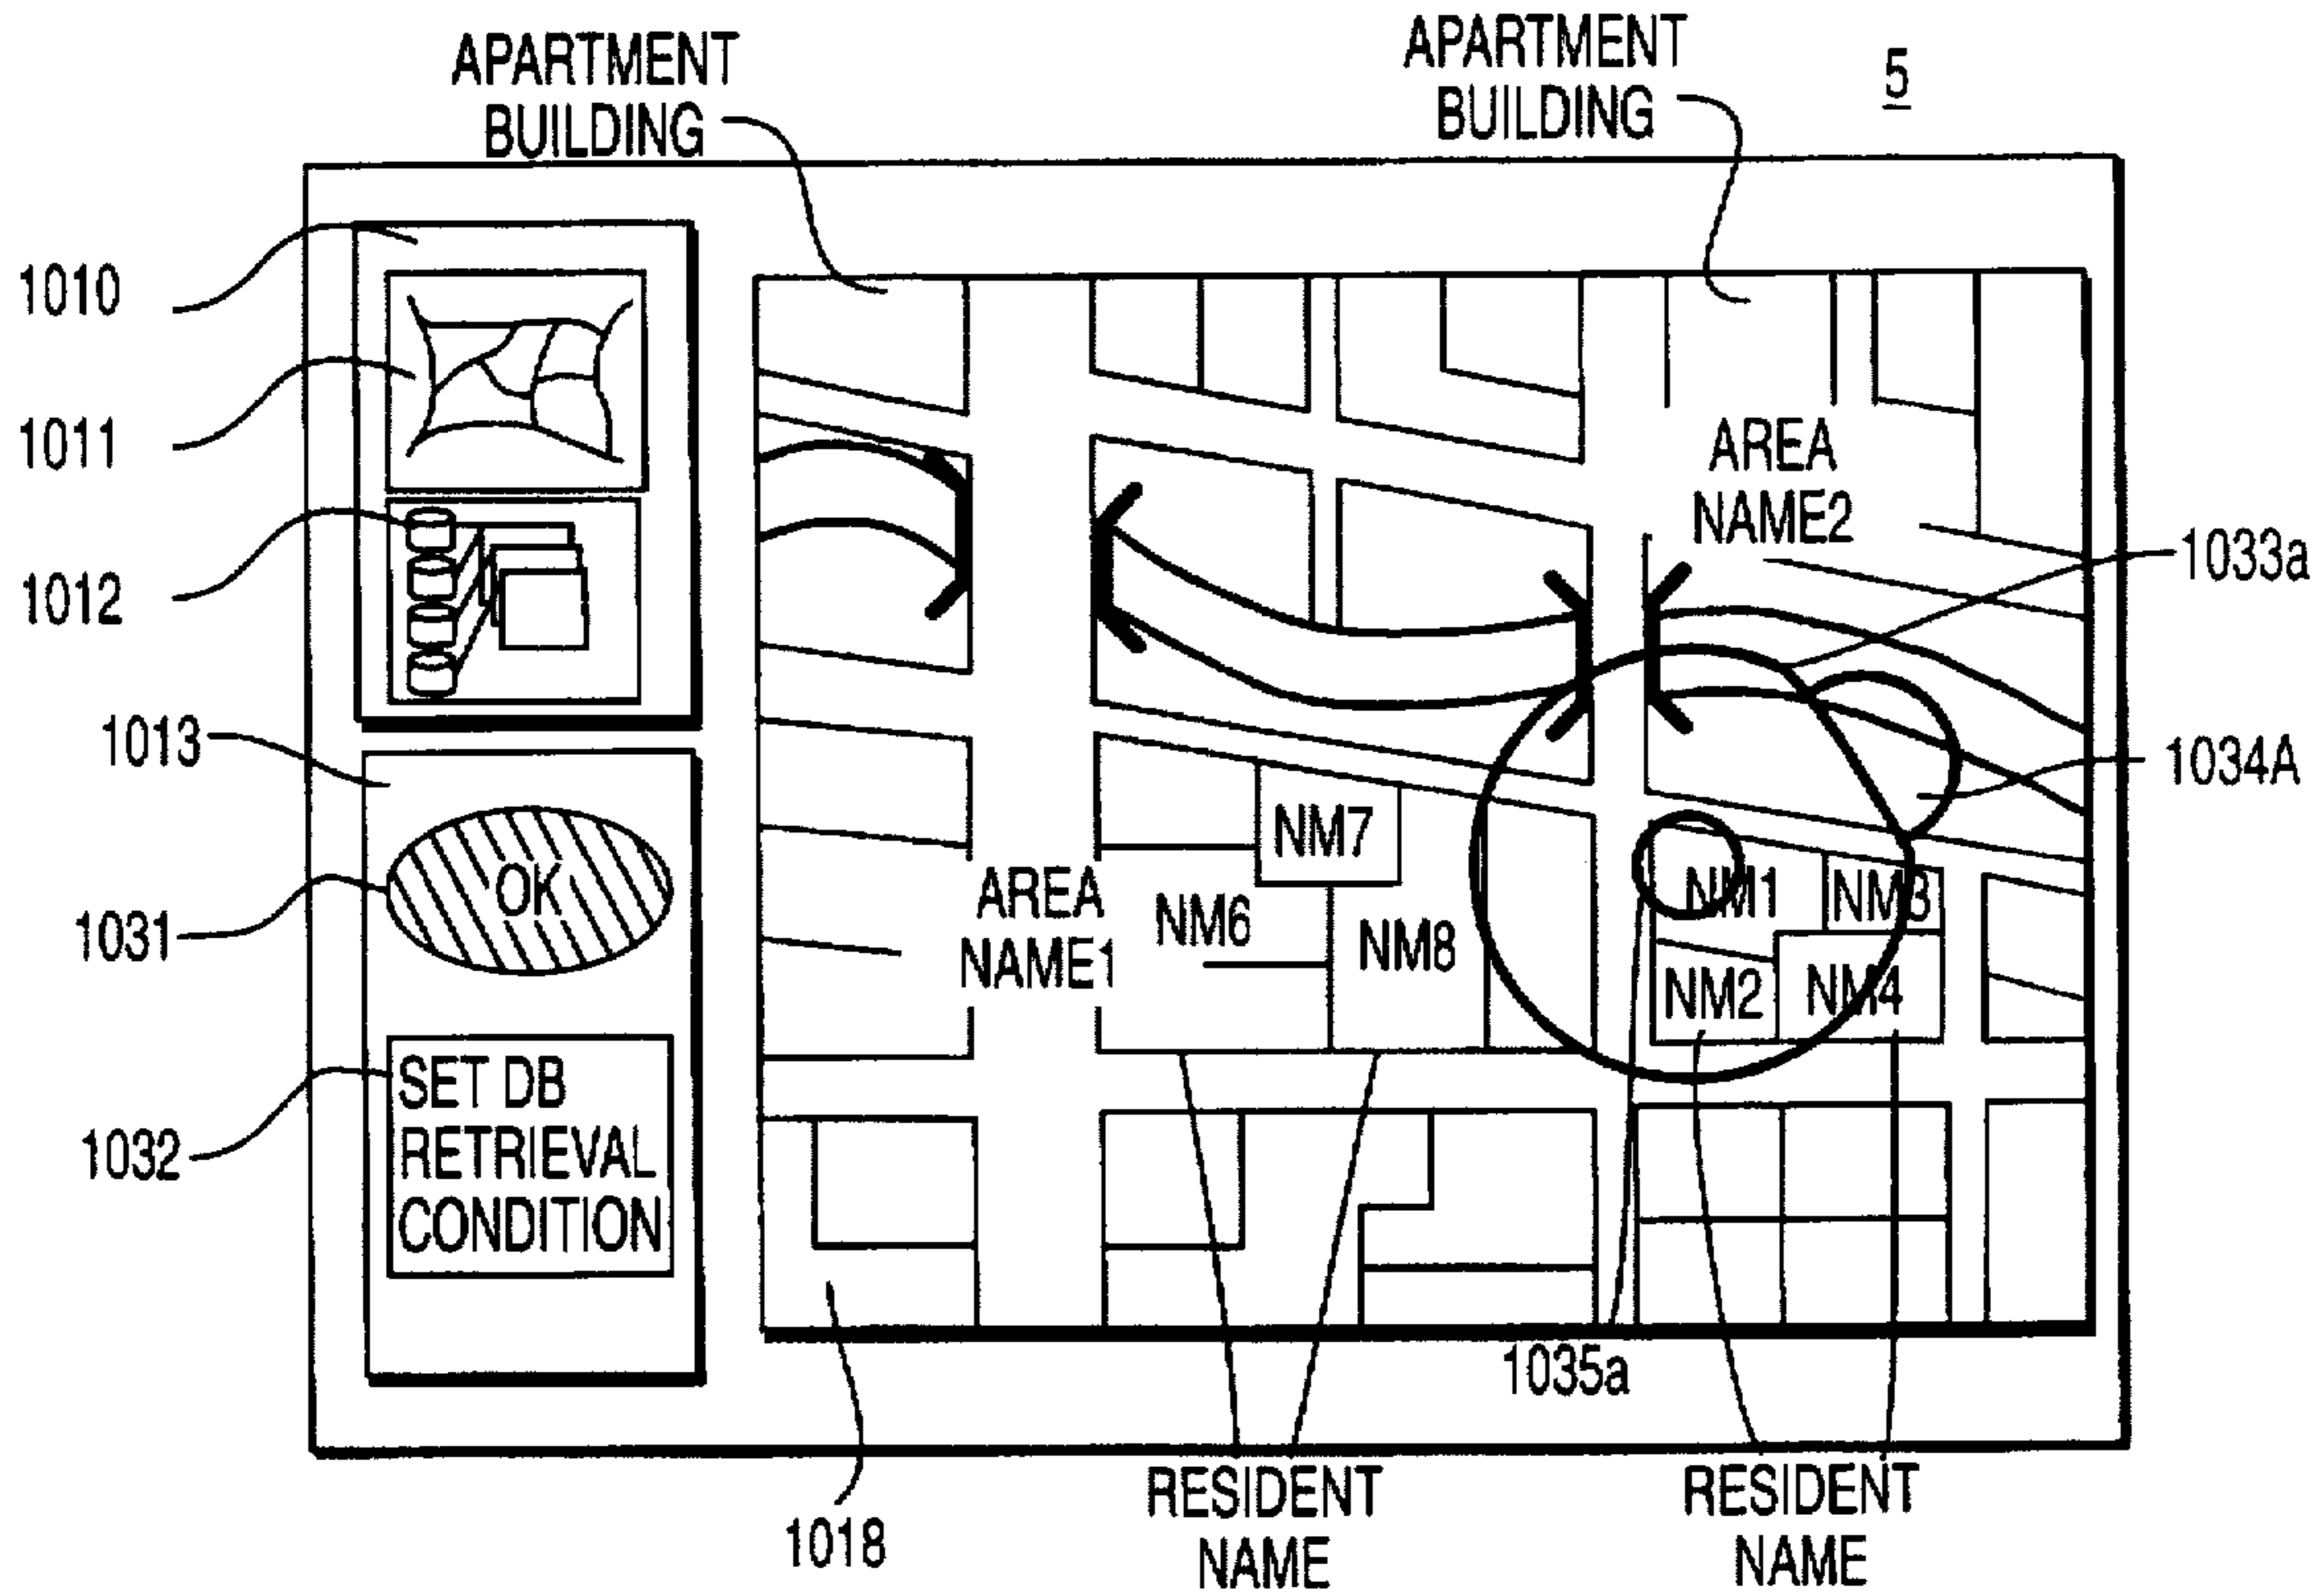 APARTMENT
BUILDING
APARTMENT
BUILDING
5
1010
1011
1012
1013
1031
1032
OK
SET DB
RETRIEVAL
CONDITION
AREA
NAME2
1033a
1034A
NM7
AREA
NAME1
NM6
NM8
NM1
NM3
NM2
NM4
1035a
1018
RESIDENT
NAME
RESIDENT
NAME